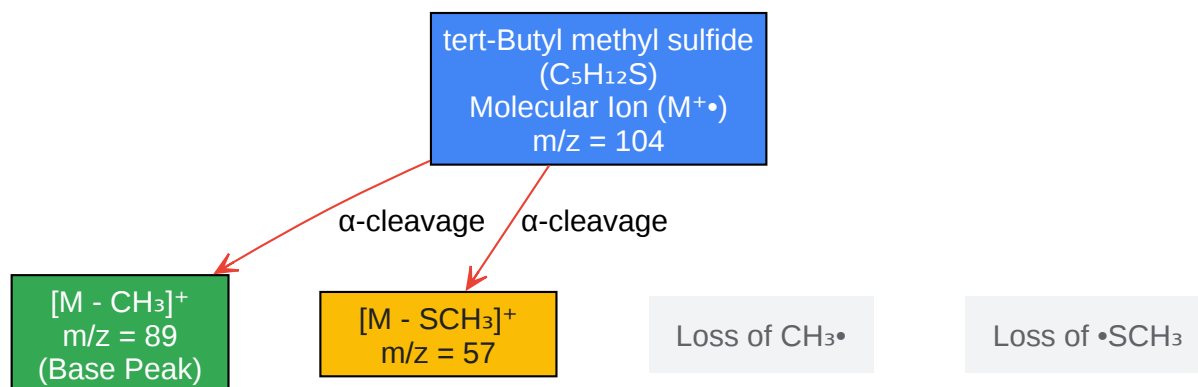 tert-Butyl methyl sulfide
(C₅H₁₂S)
Molecular Ion (M⁺•)
m/z = 104
α-cleavage
α-cleavage
[M - CH₃]⁺
m/z = 89
(Base Peak)
[M - SCH₃]⁺
m/z = 57
Loss of CH₃•
Loss of •SCH₃